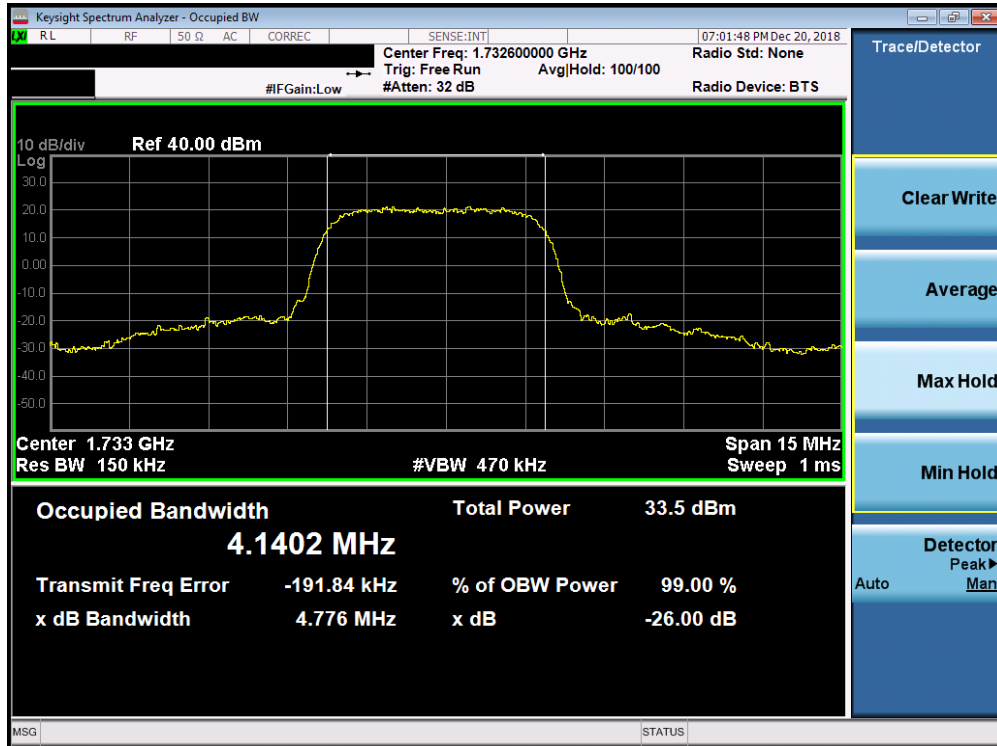 Keysight Spectrum Analyzer - Occupied BW
LXI RL RF 50 Ω AC CORREC SENSE:INT 07:01:48 PM Dec 20, 2018
Center Freq: 1.732600000 GHz Radio Std: None
Trig: Free Run Avg|Hold: 100/100
#IFGain:Low #Atten: 32 dB Radio Device: BTS
Trace/Detector
10 dB/div Ref 40.00 dBm
Log
30.0
20.0
10.0
0.00
-10.0
-20.0
-30.0
-40.0
-50.0
Center 1.733 GHz Span 15 MHz
Res BW 150 kHz #VBW 470 kHz Sweep 1 ms
Occupied Bandwidth Total Power 33.5 dBm
4.1402 MHz
Transmit Freq Error -191.84 kHz % of OBW Power 99.00 %
x dB Bandwidth 4.776 MHz x dB -26.00 dB
Clear Write
Average
Max Hold
Min Hold
Detector
Peak▶
Auto Man
MSG STATUS